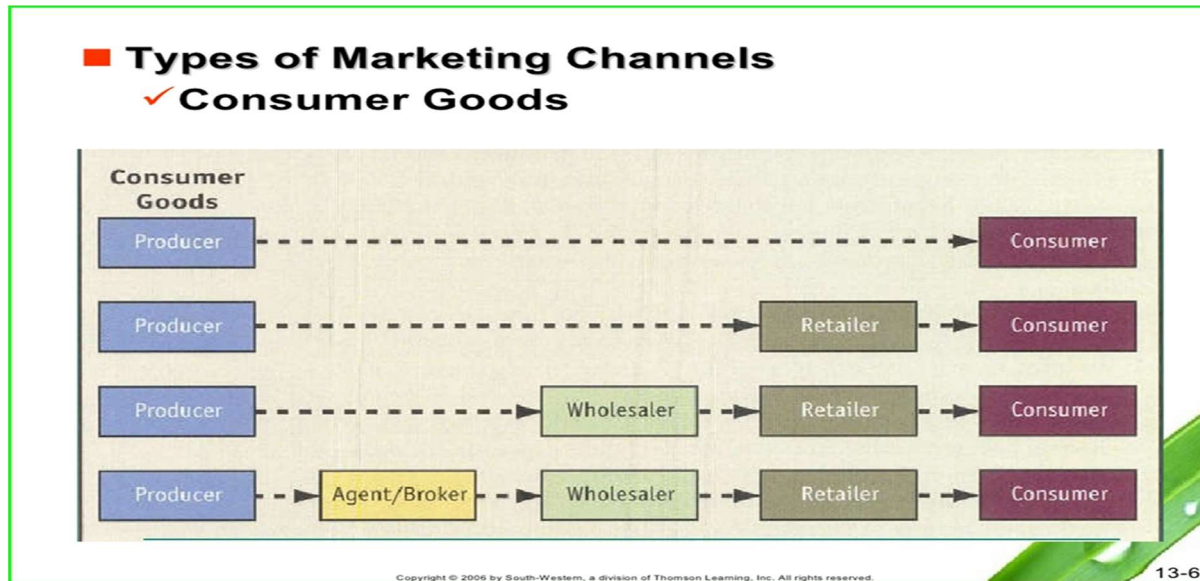 Types of Marketing Channels
Consumer Goods
Consumer
Goods
Producer Consumer
Producer Retailer Consumer
Producer Wholesaler Retailer Consumer
Producer Agent/Broker Wholesaler Retailer Consumer
Copyright © 2006 by South-Western, a division of Thomson Learning, Inc. All rights reserved.
13-6